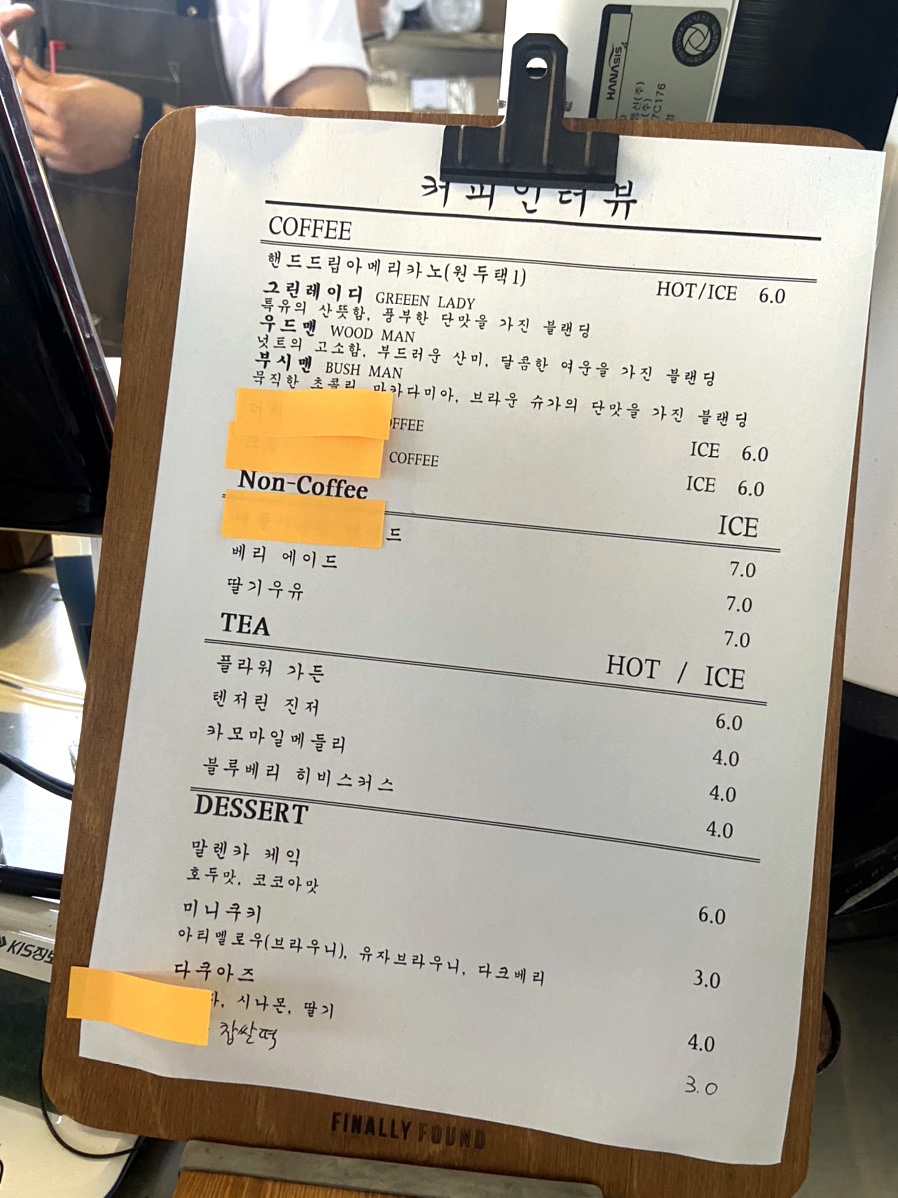 HANNASIS
7C176
커피인터뷰
COFFEE
핸드드립아메리카노(원두택1) HOT/ICE 6.0
그린레이디 GREEEN LADY
특유의 산뜻함, 풍부한 단맛을 가진 블랜딩
우드맨 WOOD MAN
넛트의 고소함, 부드러운 산미, 달콤한 여운을 가진 블랜딩
부시맨 BUSH MAN
묵직한 초콜릿, 마카다미아, 브라운 슈가의 단맛을 가진 블랜딩
ICE 6.0
COFFEE ICE 6.0
Non-Coffee ICE
드 7.0
베리 에이드 7.0
딸기우유 7.0
TEA HOT / ICE
플라워 가든 6.0
텐저린 진저 4.0
카모마일메들리 4.0
블루베리 히비스커스 4.0
DESSERT
말렌카 케익 6.0
호두맛, 코코아맛
미니쿠키 3.0
아티멜로우(브라우니), 유자브라우니, 다크베리
다쿠아즈 4.0
시나몬, 딸기
찹쌀떡 3.0
FINALLY FOUND